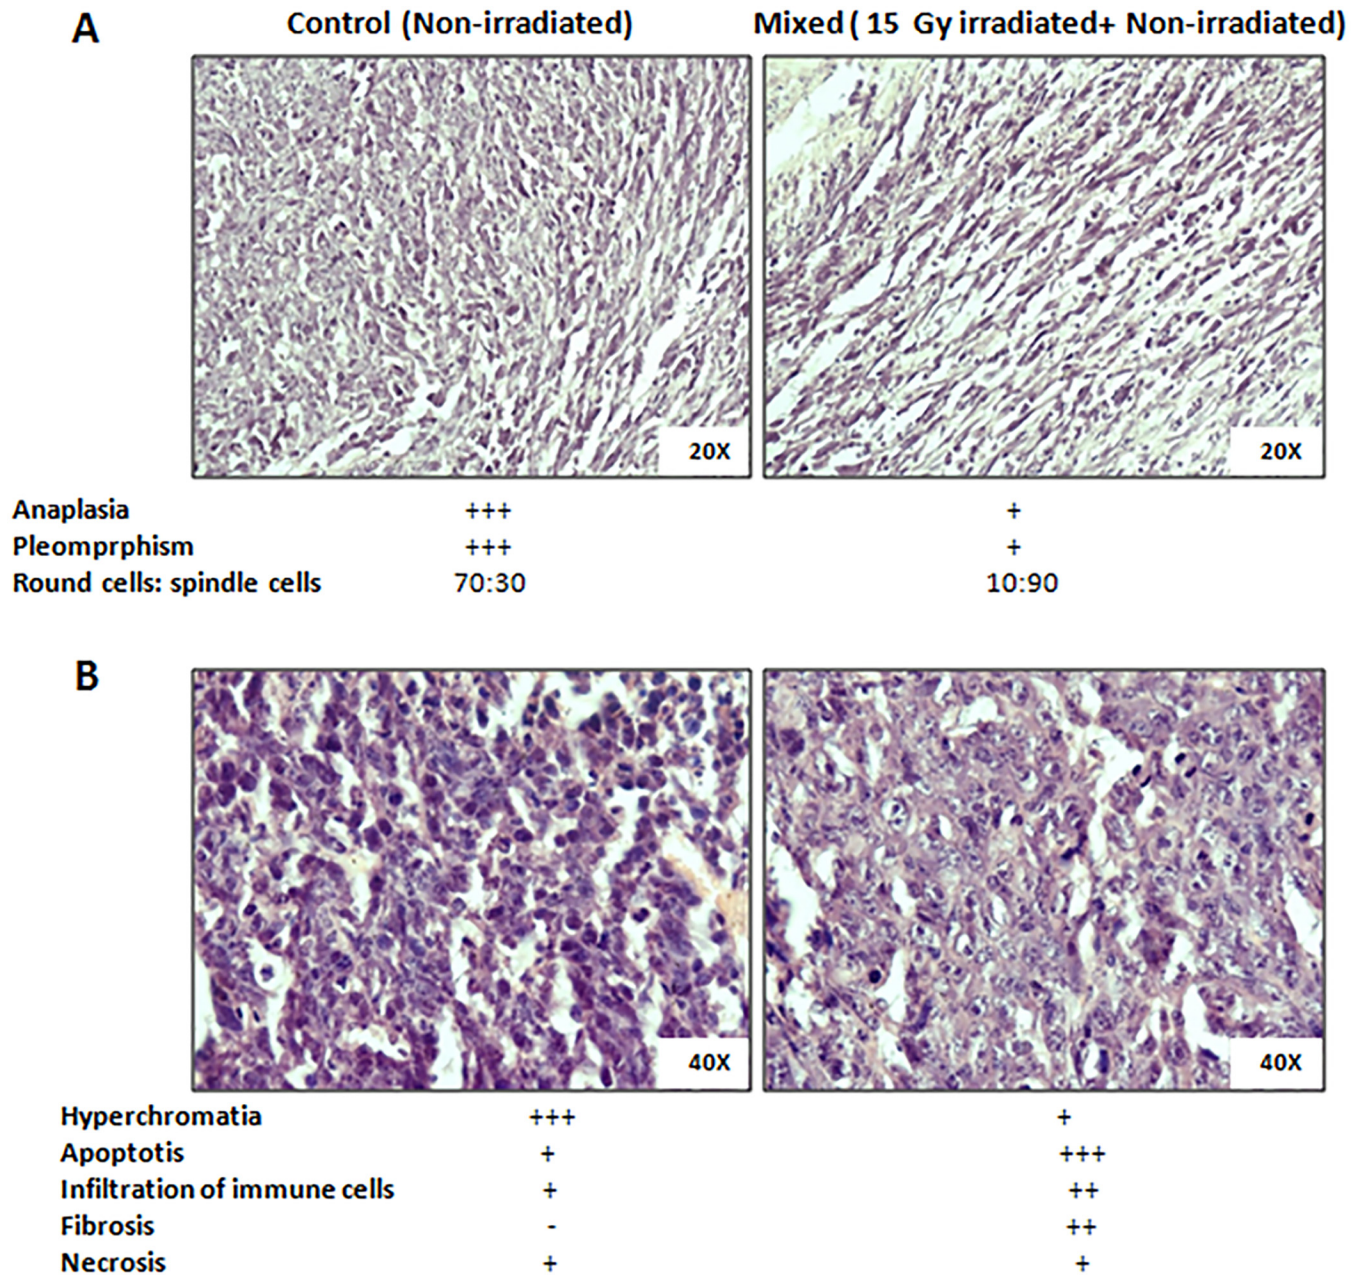 A Control (Non-irradiated) Mixed ( 15 Gy irradiated+ Non-irradiated)
20X 20X
Anaplasia +++ +
Pleomprphism +++ +
Round cells: spindle cells 70:30 10:90
B
40X 40X
Hyperchromatia +++ +
Apoptotis + +++
Infiltration of immune cells + ++
Fibrosis - ++
Necrosis + +